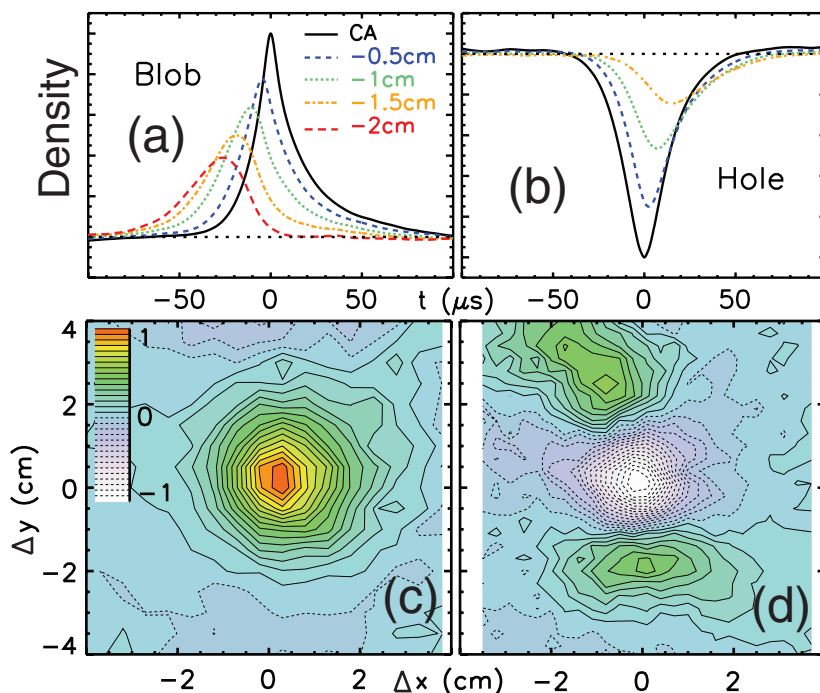 Blob
(a)
CA
−0.5cm
−1cm
−1.5cm
−2cm
Density
(b)
Hole
−50 0 t (μs) 50
−50 0 50
4
2
0
−2
−4
Δy (cm)
1
0
−1
(c)
(d)
−2 0 Δx (cm) 2
−2 0 2